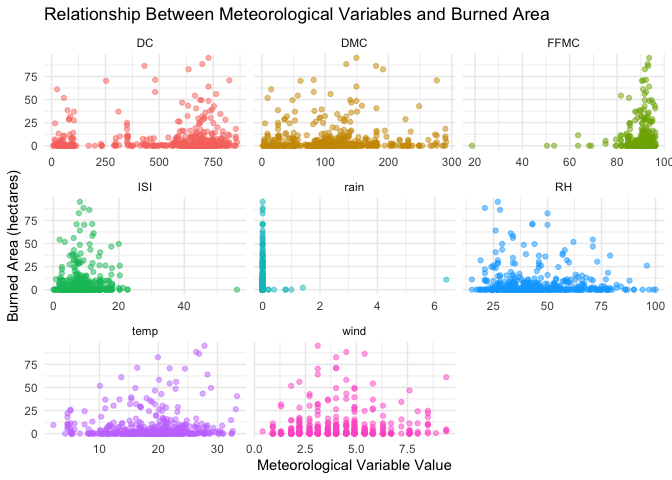 Relationship Between Meteorological Variables and Burned Area
DC DMC FFMC
75
50
25
0
0 250 500 750 0 100 200 300 20 40 60 80 100
ISI rain RH
75
50
25
0
0 20 40 0 2 4 6 25 50 75 100
temp wind
75
50
25
0
10 20 30 0.0 2.5 5.0 7.5
Burned Area (hectares)
Meteorological Variable Value